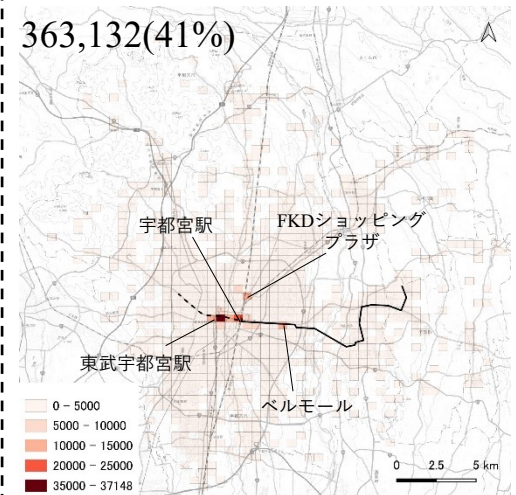 363,132(41%)
宇都宮駅
FKDショッピング
プラザ
東武宇都宮駅
ベルモール
0 - 5000
5000 - 10000
10000 - 15000
20000 - 25000
35000 - 37148
0 2.5 5 km